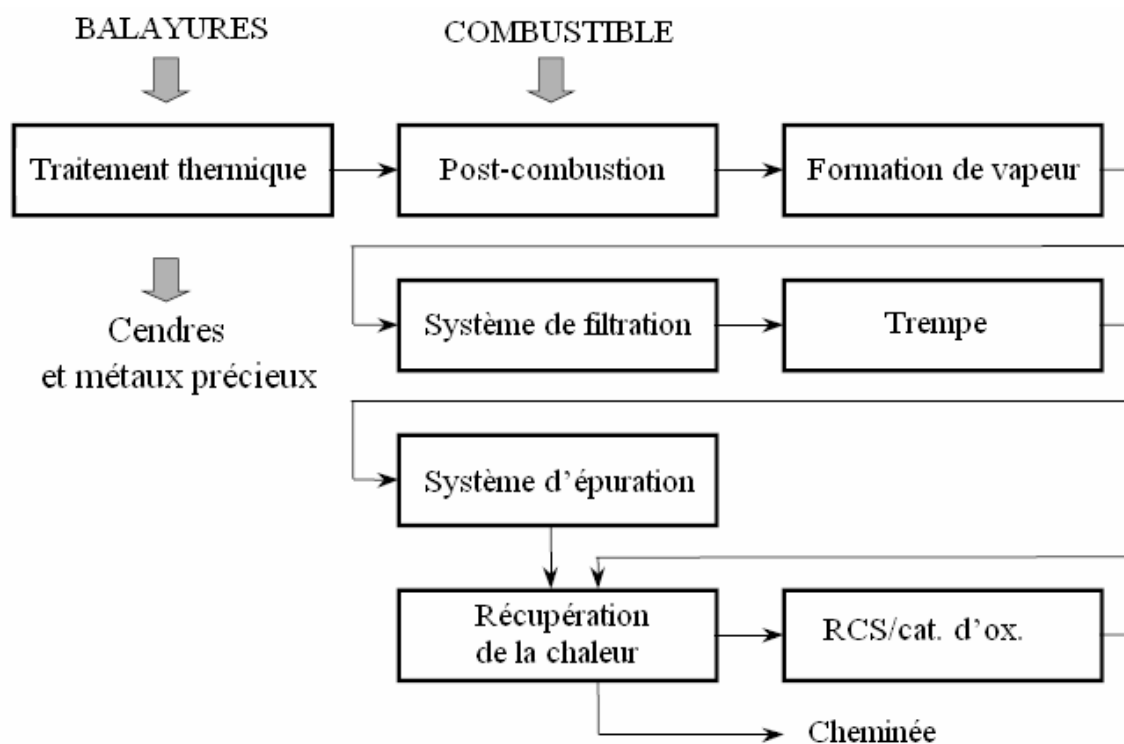 BALAYURES
COMBUSTIBLE
Traitement thermique
Post-combustion
Formation de vapeur
Cendres
et métaux précieux
Système de filtration
Trempe
Système d’épuration
Récupération
de la chaleur
RCS/cat. d’ox.
Cheminée